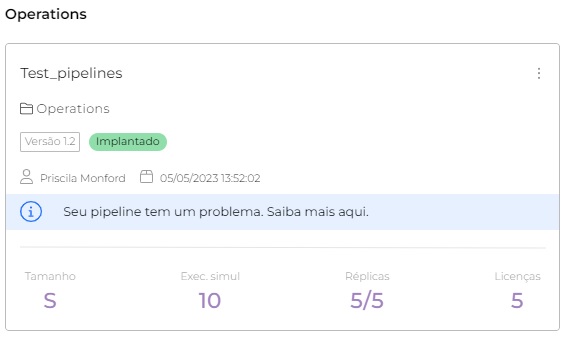 Operations
Test_pipelines
Operations
Versão 1.2 Implantado
Priscila Monford 05/05/2023 13:52:02
Seu pipeline tem um problema. Saiba mais aqui.
Tamanho Exec. simul Réplicas Licenças
S 10 5/5 5